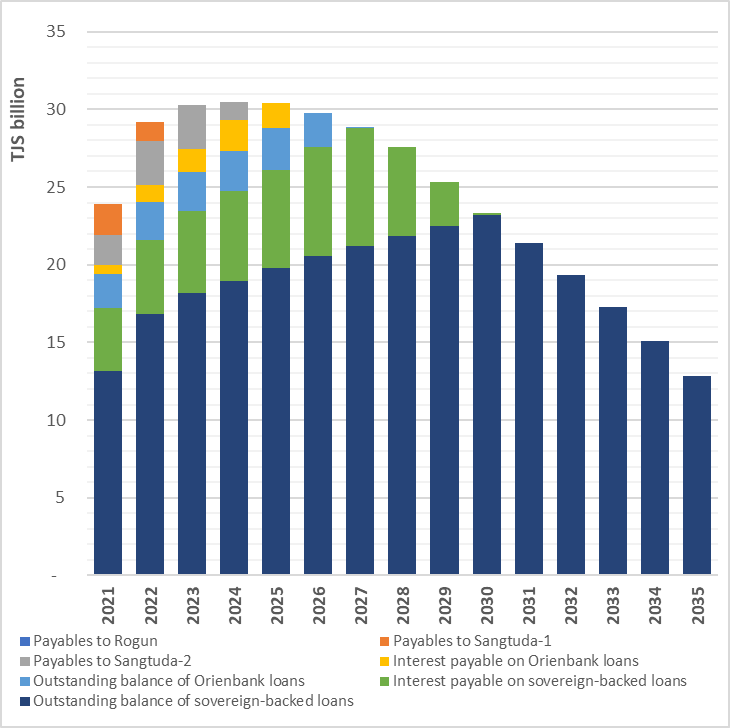 35
30
25
20
15
10
5
-
TJS billion
2021 2022 2023 2024 2025 2026 2027 2028 2029 2030 2031 2032 2033 2034 2035
Payables to Rogun
Payables to Sangtuda-1
Payables to Sangtuda-2
Interest payable on Orienbank loans
Outstanding balance of Orienbank loans
Interest payable on sovereign-backed loans
Outstanding balance of sovereign-backed loans